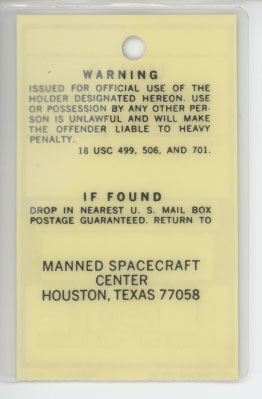 WARNING
ISSUED FOR OFFICIAL USE OF THE
HOLDER DESIGNATED HEREON. USE
OR POSSESSION BY ANY OTHER PER-
SON IS UNLAWFUL AND WILL MAKE
THE OFFENDER LIABLE TO HEAVY
PENALTY.
18 USC 499, 506, AND 701.
IF FOUND
DROP IN NEAREST U. S. MAIL BOX
POSTAGE GUARANTEED. RETURN TO
MANNED SPACECRAFT
CENTER
HOUSTON, TEXAS 77058